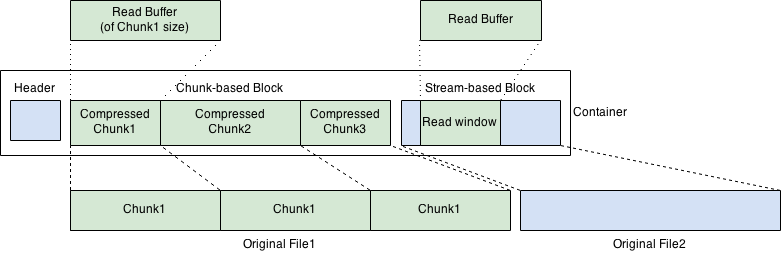 Read Buffer
(of Chunk1 size)
Read Buffer
Header
Chunk-based Block
Stream-based Block
Compressed
Chunk1
Compressed
Chunk2
Compressed
Chunk3
Read window
Container
Chunk1
Chunk1
Chunk1
Original File1
Original File2